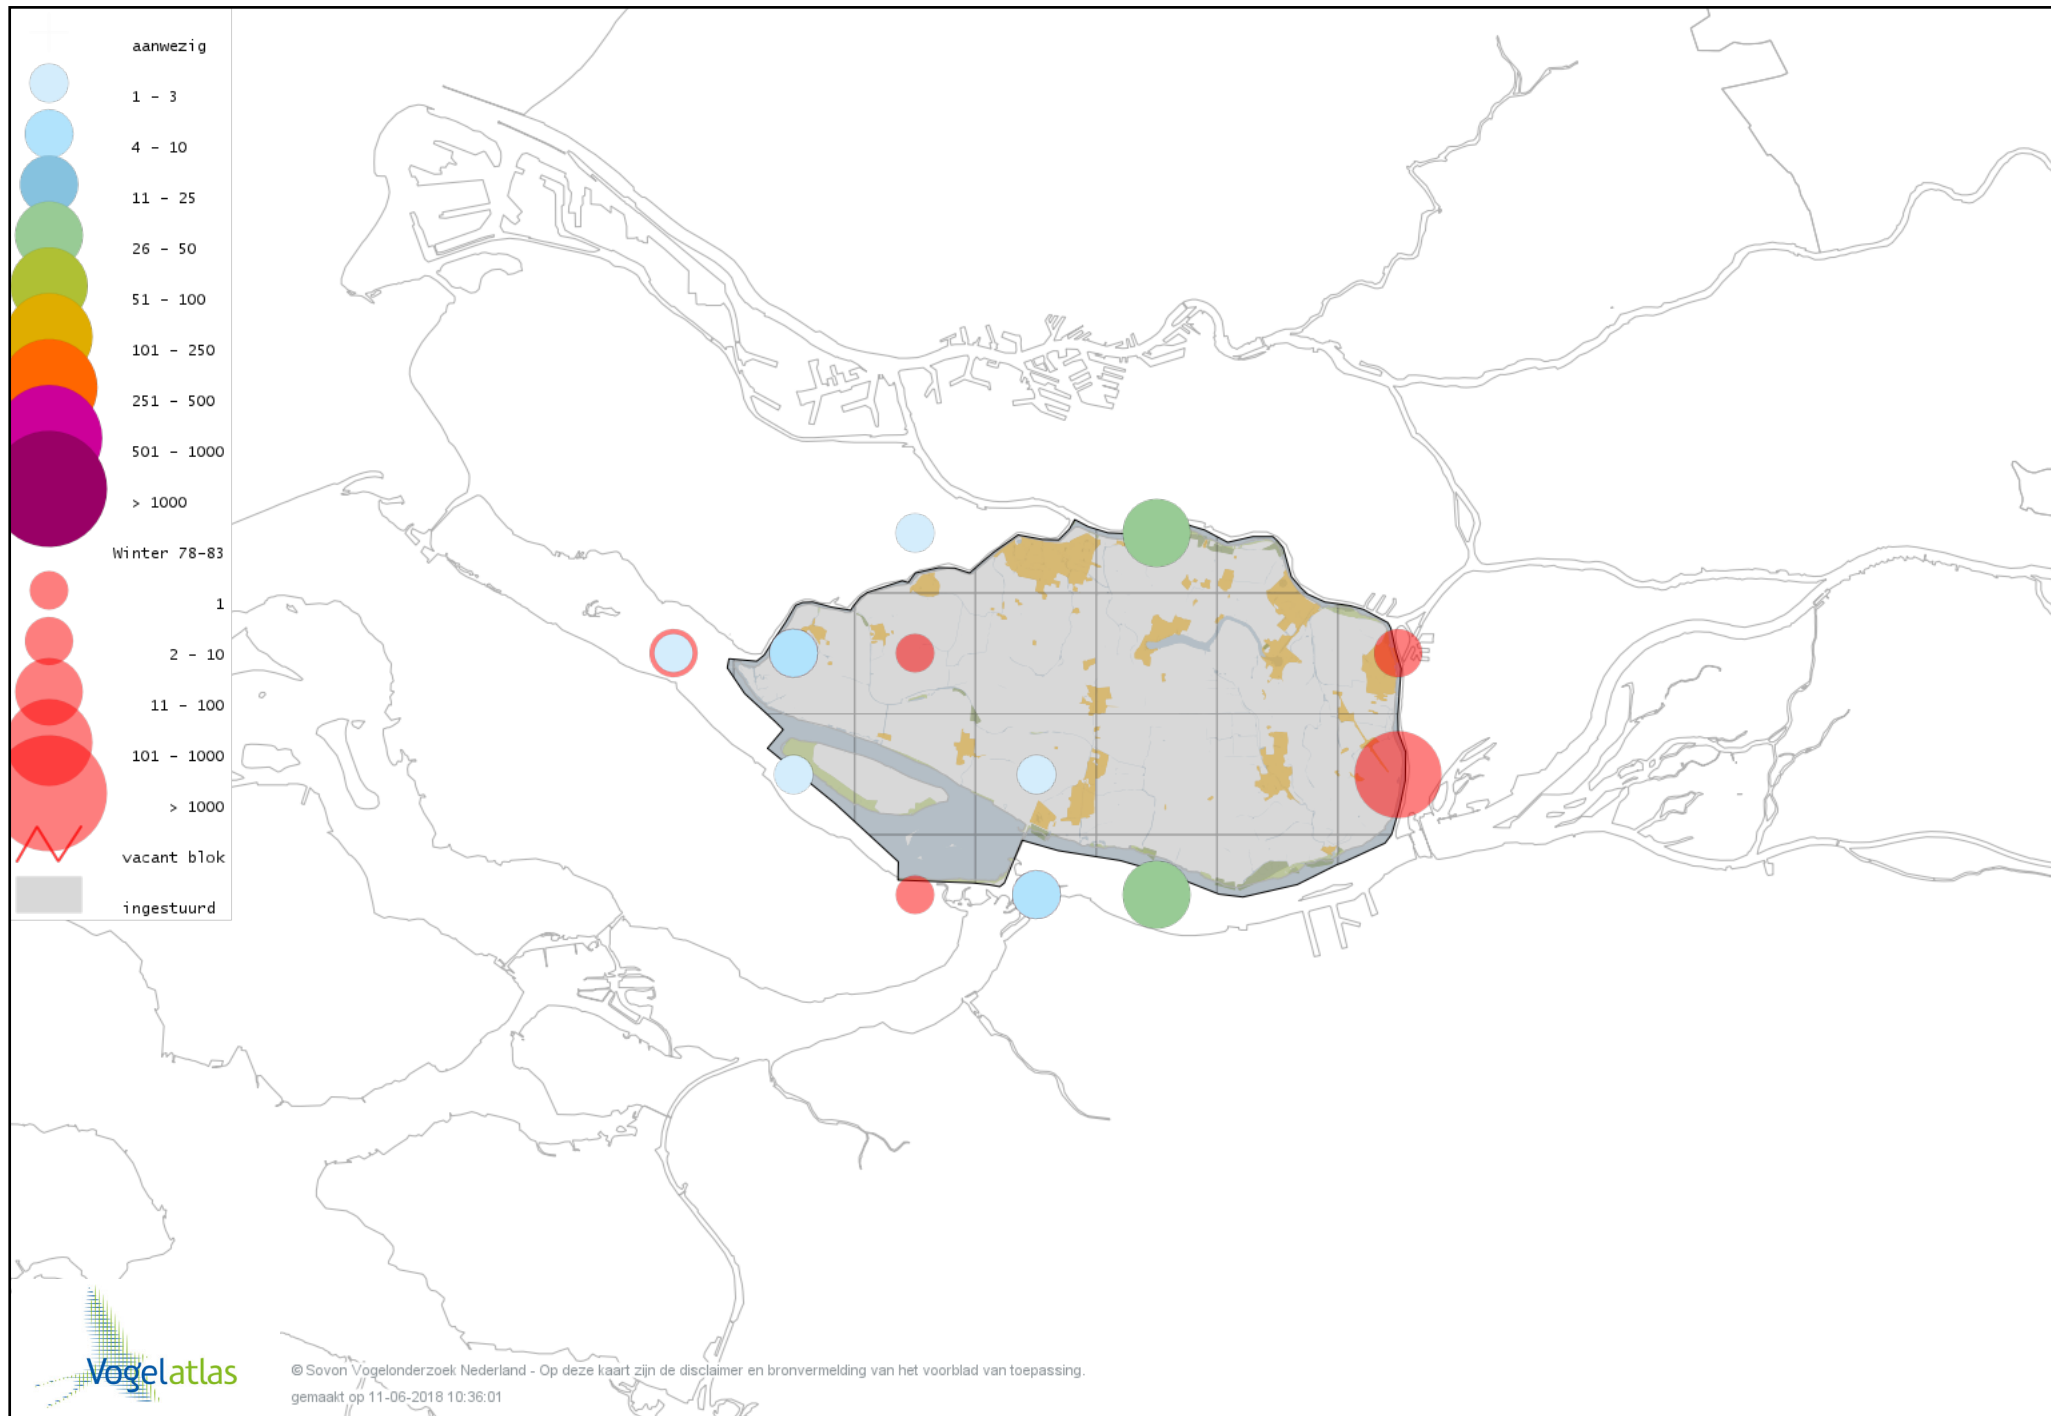 aanwezig
1 - 3
4 - 10
11 - 25
26 - 50
51 - 100
101 - 250
251 - 500
501 - 1000
> 1000
Winter 78-83
1
2 - 10
11 - 100
101 - 1000
> 1000
vacant blok
ingestuurd
Vogelatlas
© Sovon Vogelonderzoek Nederland - Op deze kaart zijn de disclaimer en bronvermelding van het voorblad van toepassing.
gemaakt op 11-06-2018 10:36:01